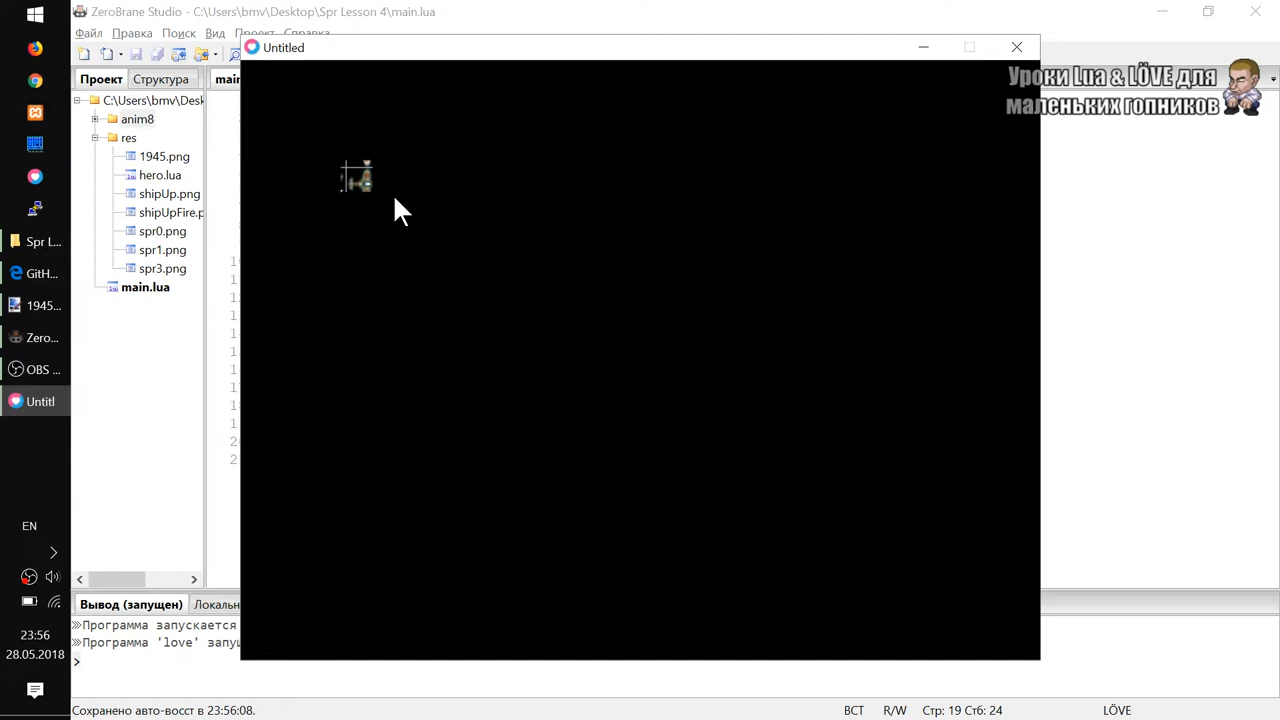 ZeroBrane Studio - C:\Users\bmv\Desktop\Spr Lesson 4\main.lua
Файл Правка Поиск Вид Проект Справка
Untitled
Проект Структура
Уроки Lua & LÖVE для
маленьких гопников
C:\Users\bmv\Desk
anim8
res
1945.png
hero.lua
shipUp.png
shipUpFire.p
spr0.png
spr1.png
spr3.png
main.lua
Spr L...
GitH...
1945...
Zero...
OBS ...
Untitl
EN
23:56
28.05.2018
Вывод (запущен) Локальн
Программа запускается
Программа 'love' запу
>
Сохранено авто-восст в 23:56:08.
ВСТ
R/W
Стр: 19 Стб: 24
LÖVE